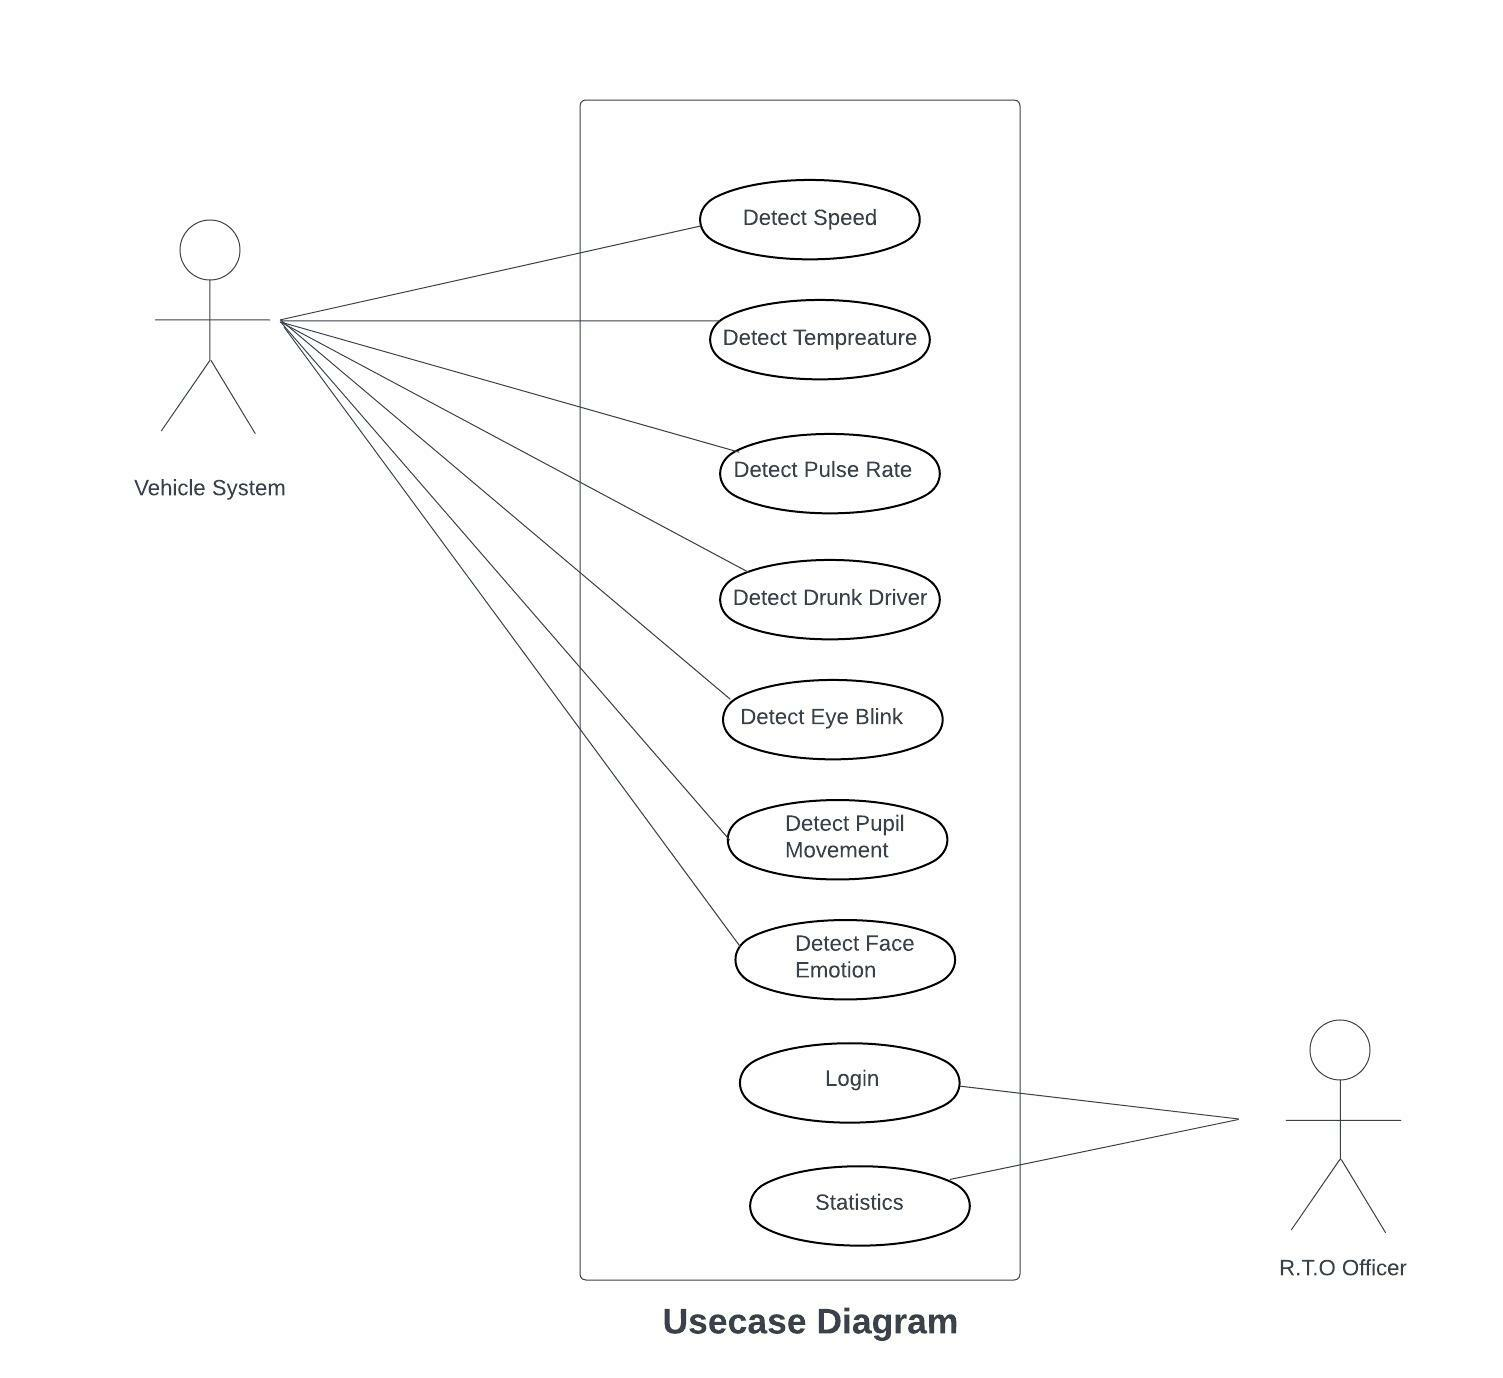 Detect Speed
Detect Tempreature
Detect Pulse Rate
Vehicle System
Detect Drunk Driver
Detect Eye Blink
Detect Pupil
Movement
Detect Face
Emotion
Login
Statistics
R.T.O Officer
Usecase Diagram